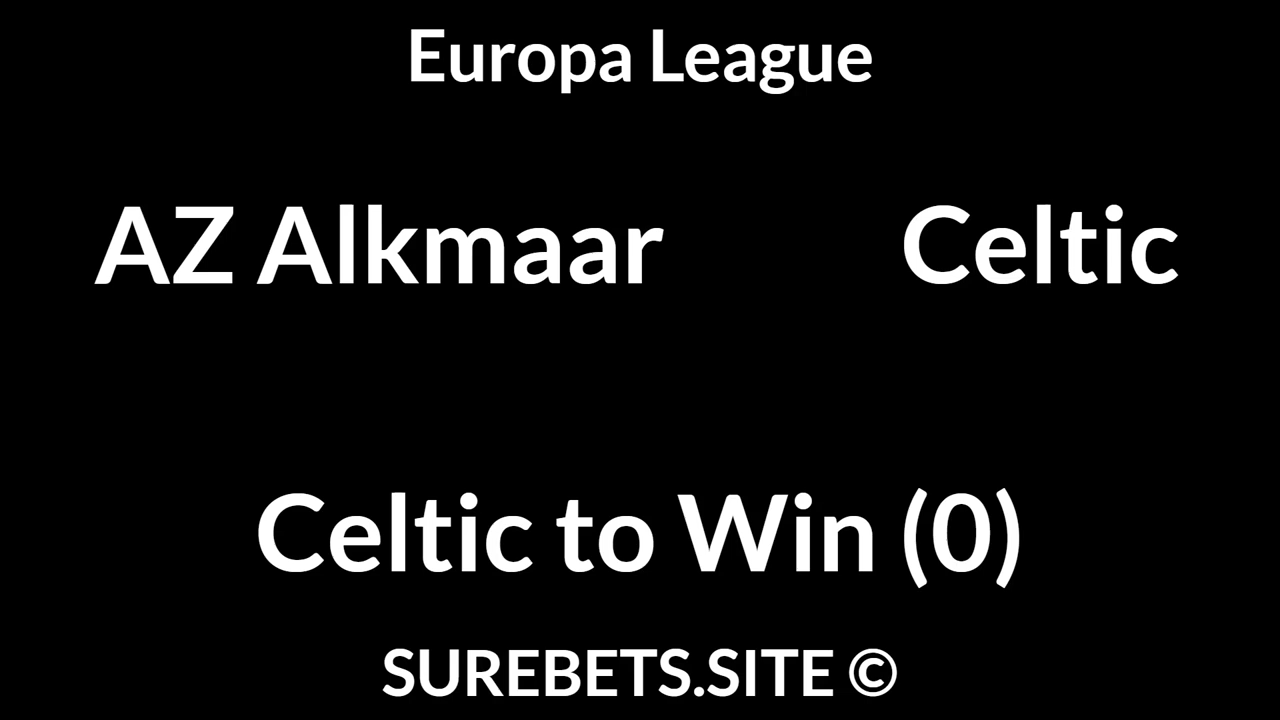 Europa League
AZ Alkmaar Celtic
Celtic to Win (0)
SUREBETS.SITE ©